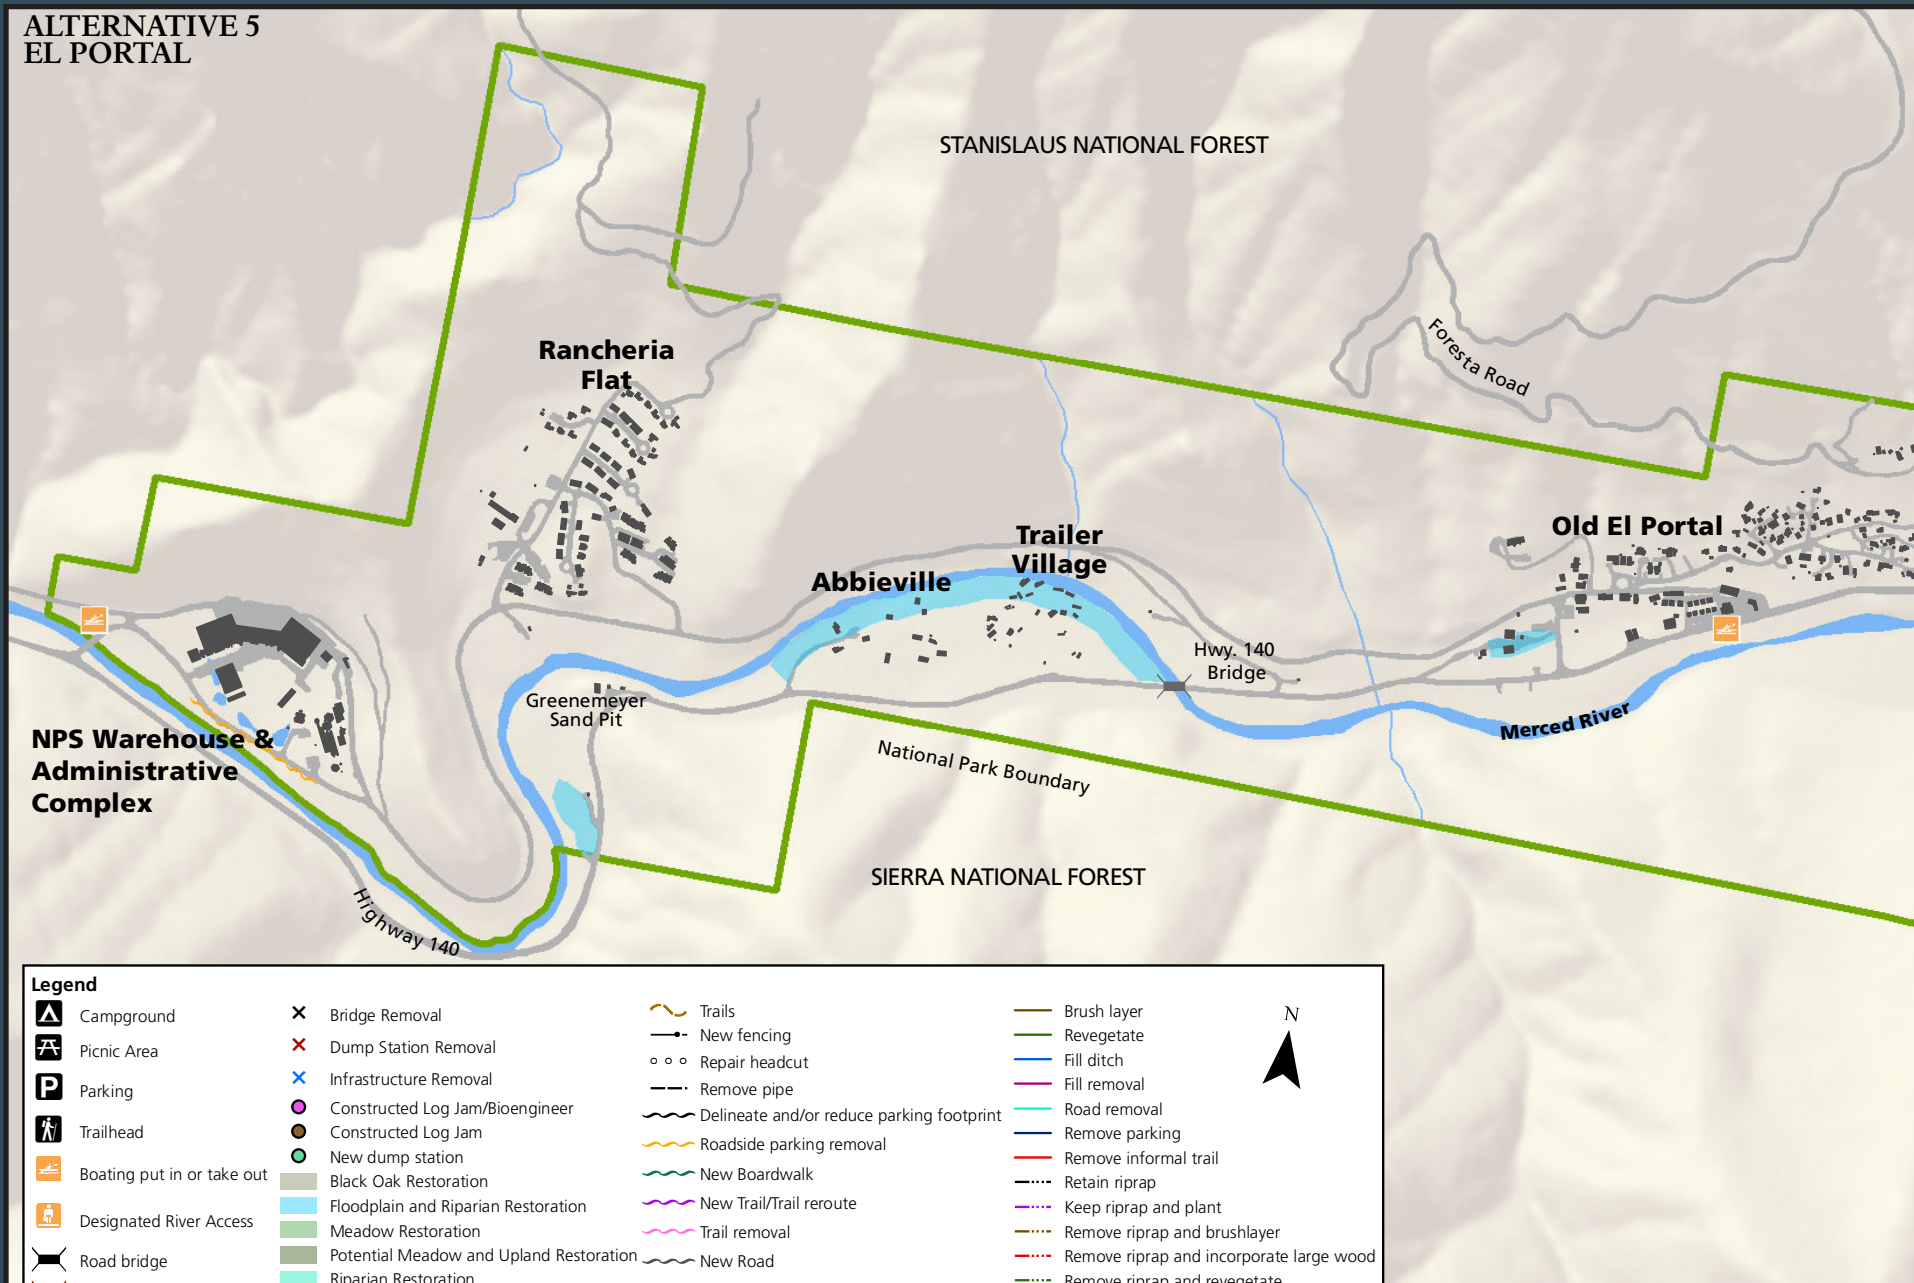 ALTERNATIVE 5
EL PORTAL
STANISLAUS NATIONAL FOREST
Foresta Road
Rancheria
Flat
Old El Portal
Trailer
Village
Abbieville
Hwy. 140
Bridge
Greenemeyer
Sand Pit
Merced River
NPS Warehouse &
Administrative
Complex
National Park Boundary
SIERRA NATIONAL FOREST
Highway 140
Legend
Campground
Picnic Area
P
Parking
Trailhead
Boating put in or take out
Designated River Access
Road bridge
Bridge Removal
Dump Station Removal
Infrastructure Removal
Constructed Log Jam/Bioengineer
Constructed Log Jam
New dump station
Black Oak Restoration
Floodplain and Riparian Restoration
Meadow Restoration
Potential Meadow and Upland Restoration
Riparian Restoration
Trails
New fencing
Repair headcut
Remove pipe
Delineate and/or reduce parking footprint
Roadside parking removal
New Boardwalk
New Trail/Trail reroute
Trail removal
New Road
Brush layer
Revegetate
Fill ditch
Fill removal
Road removal
Remove parking
Remove informal trail
Retain riprap
Keep riprap and plant
Remove riprap and brushlayer
Remove riprap and incorporate large wood
Remove riprap and revegetate
N